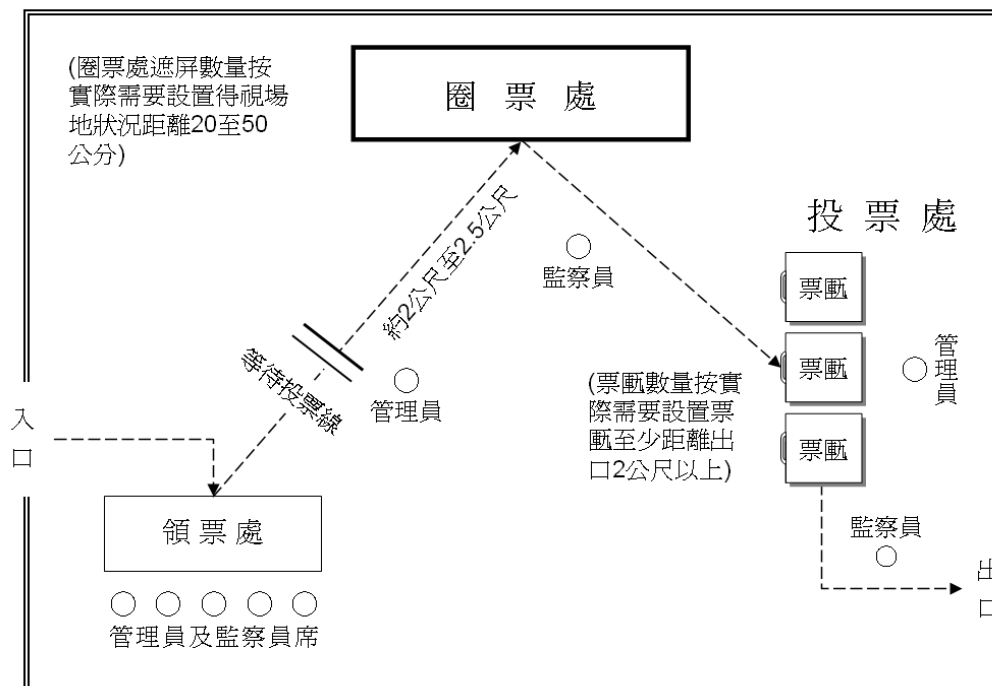 (圈票處遮屏數量按
實際需要設置得視場
地狀況距離20至50
公分)
圈票處
投票處
約2公尺至2.5公尺
監察員
票匭
票匭
票匭
管理員
等待投票線
管理員
(票匭數量按實
際需要設置票
匭至少距離出
口2公尺以上)
入口
領票處
監察員
出口
管理員及監察員席